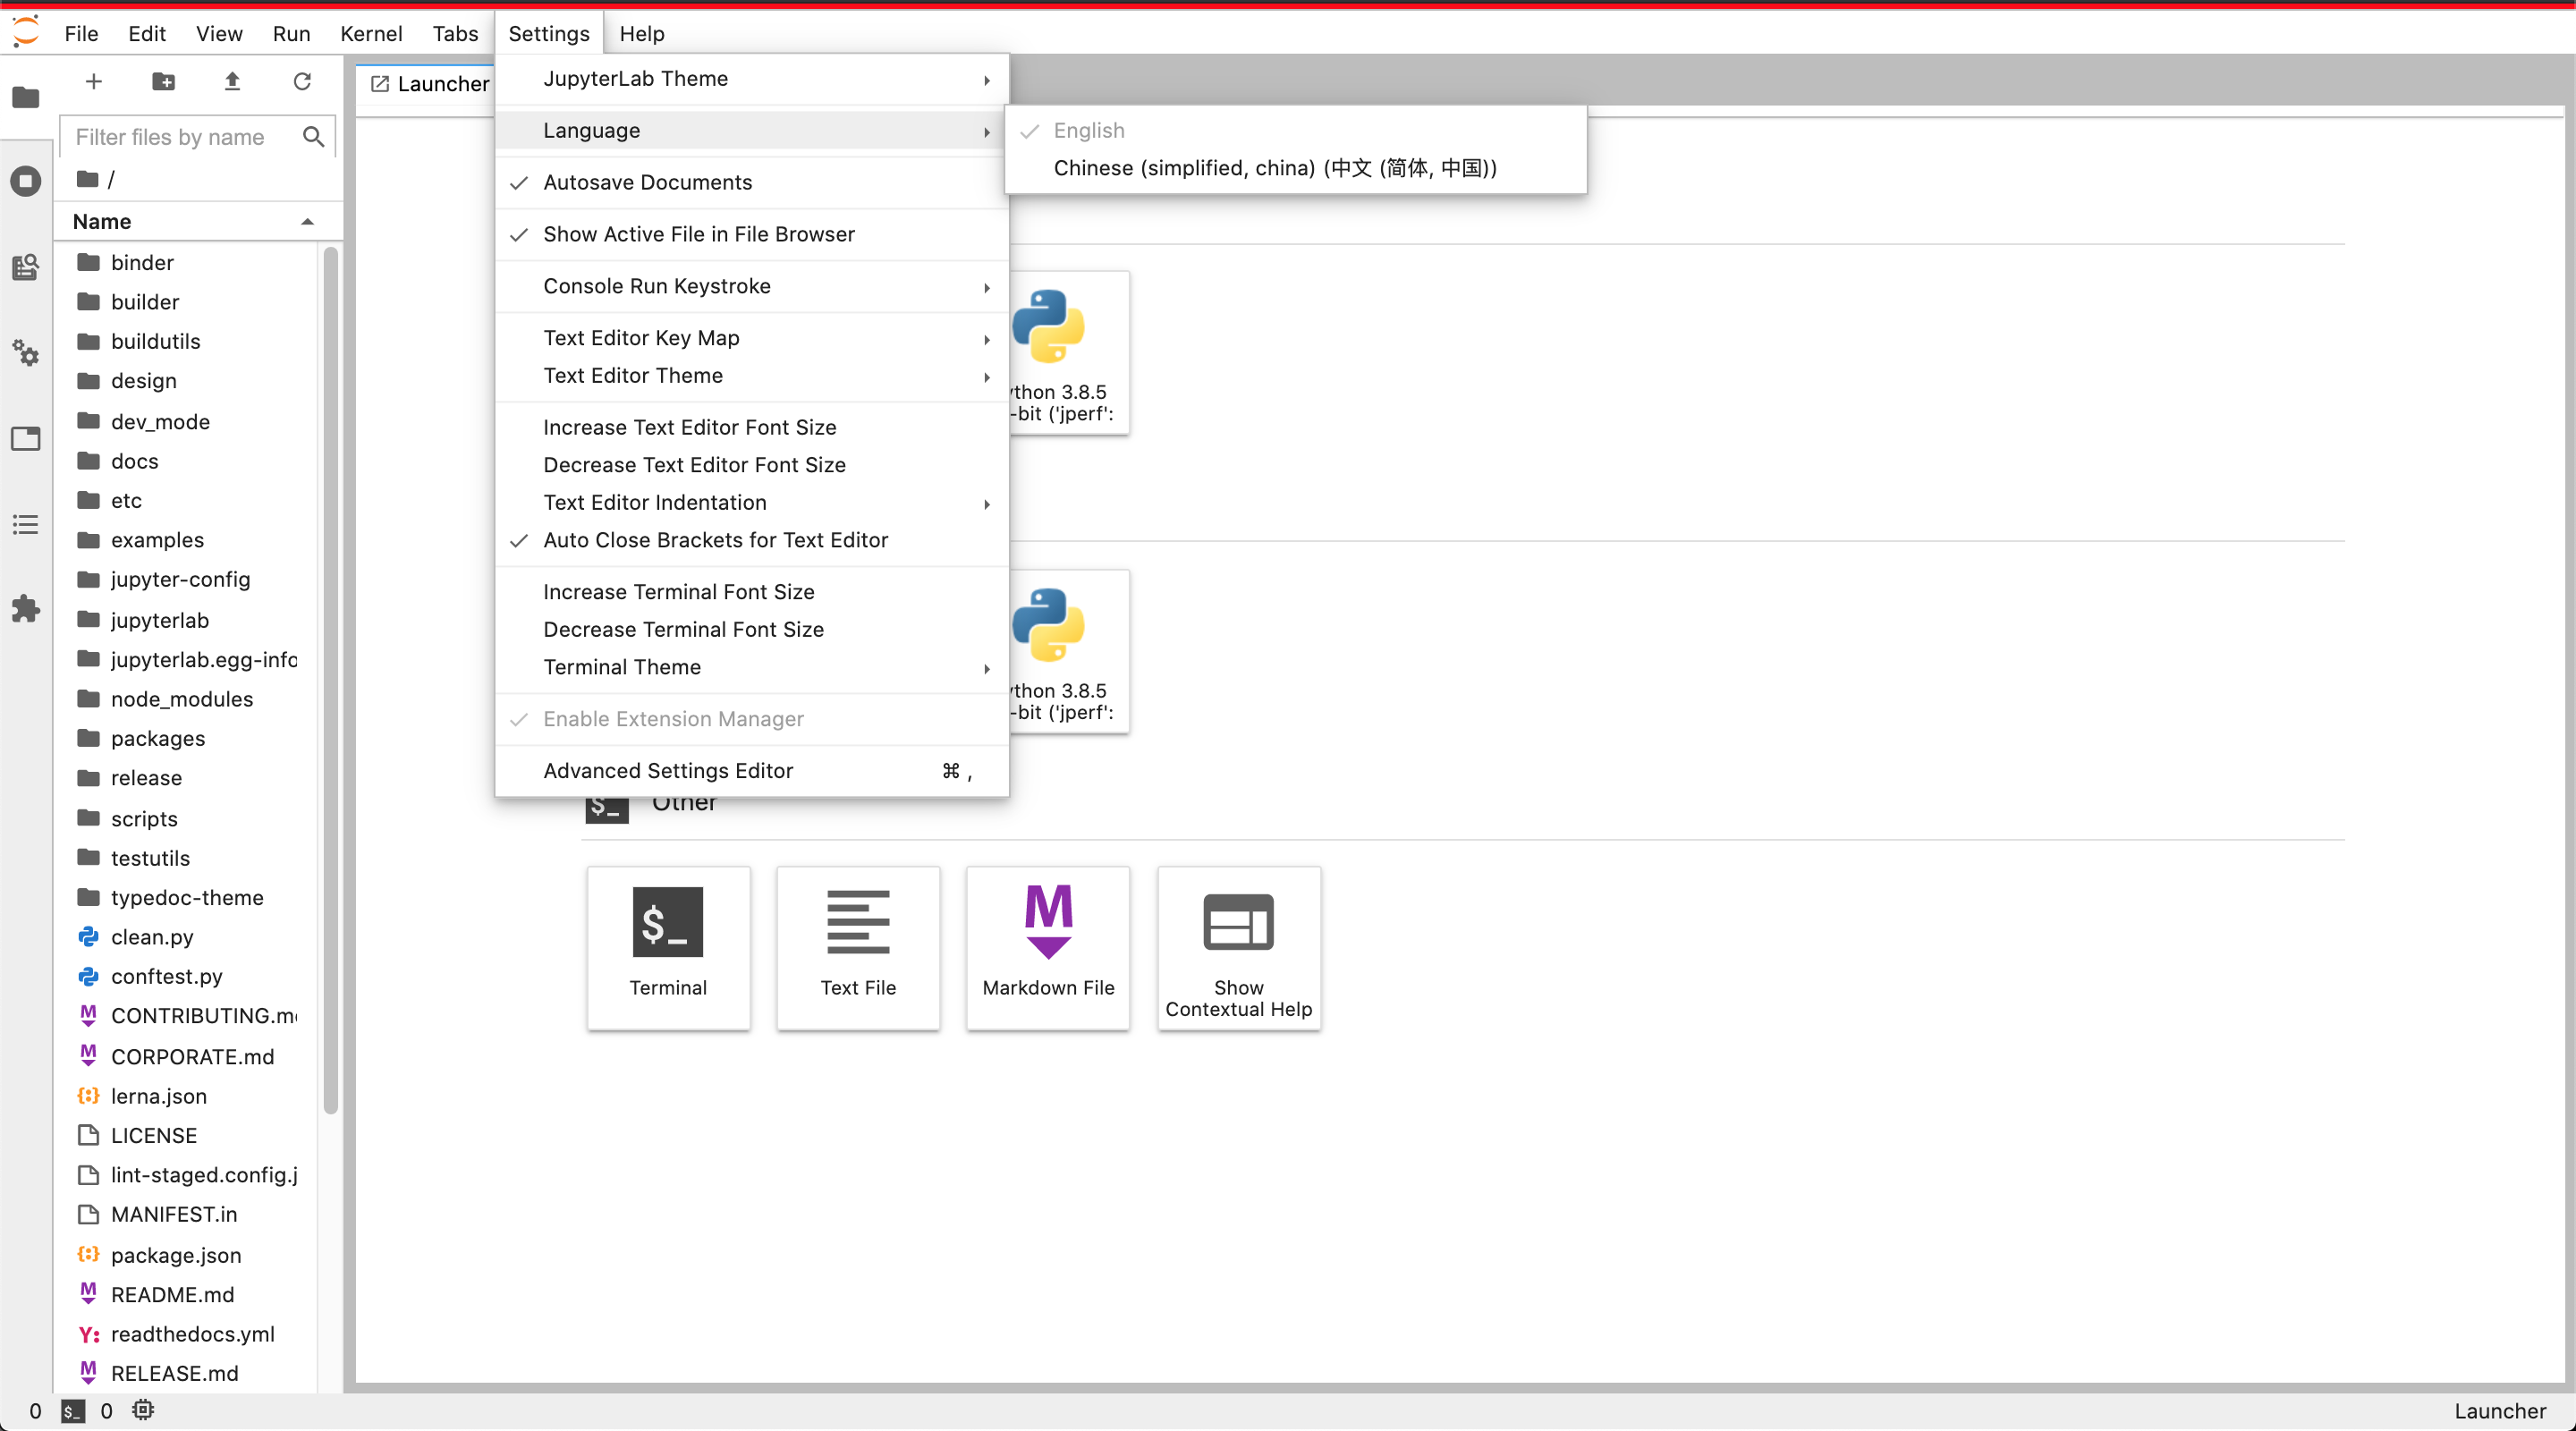 File Edit View Run Kernel Tabs Settings Help
Filter files by name
/
Name
binder
builder
buildutils
design
dev_mode
docs
etc
examples
jupyter-config
jupyterlab
jupyterlab.egg-info
node_modules
packages
release
scripts
testutils
typedoc-theme
clean.py
conftest.py
CONTRIBUTING.m
CORPORATE.md
lerna.json
LICENSE
lint-staged.config.j
MANIFEST.in
package.json
README.md
readthedocs.yml
RELEASE.md
Launcher
JupyterLab Theme
Language
Autosave Documents
Show Active File in File Browser
Console Run Keystroke
Text Editor Key Map
Text Editor Theme
Increase Text Editor Font Size
Decrease Text Editor Font Size
Text Editor Indentation
Auto Close Brackets for Text Editor
Increase Terminal Font Size
Decrease Terminal Font Size
Terminal Theme
Enable Extension Manager
Advanced Settings Editor ⌘ ,
English
Chinese (simplified, china) (中文 (简体, 中国))
ython 3.8.5
-bit ('jperf':
ython 3.8.5
-bit ('jperf':
$_ Other
$_
Terminal
Text File
M
Markdown File
Show
Contextual Help
0 $_ 0
Launcher